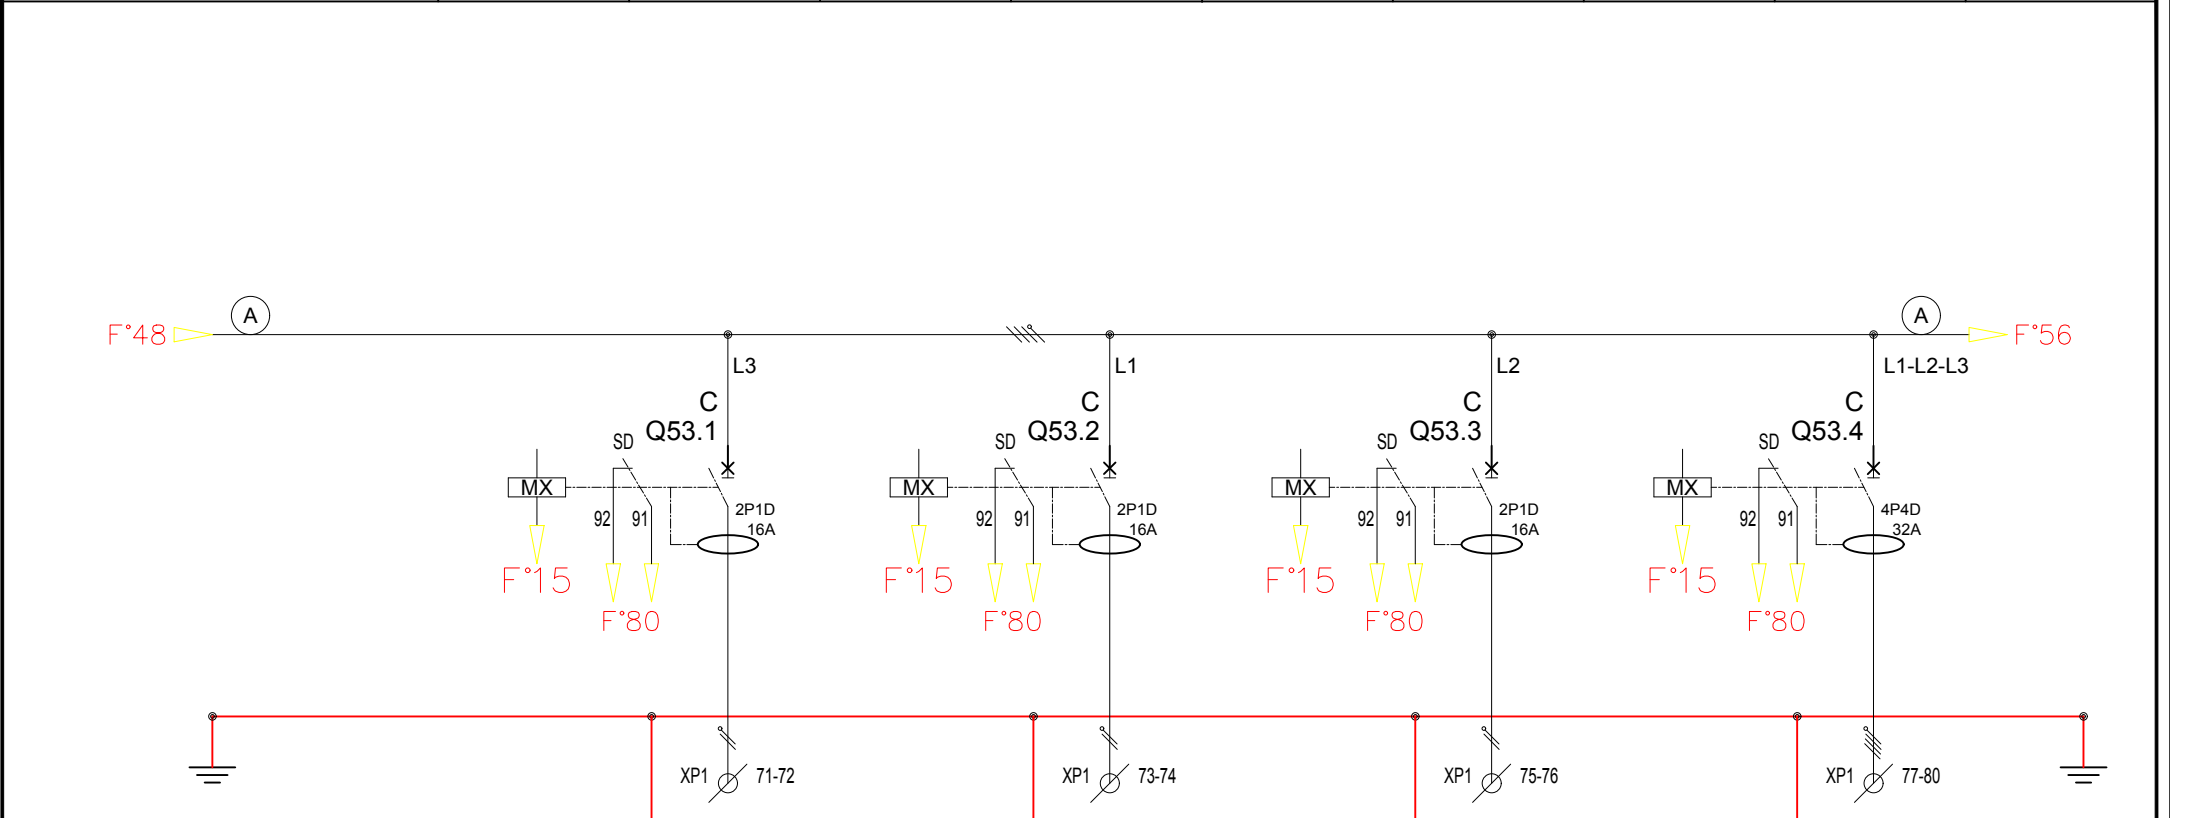 A A
F°48 F°56
L3 L1 L2 L1-L2-L3
C C C C
Q53.1 Q53.2 Q53.3 Q53.4
SD SD SD SD
MX MX MX MX
92 91 2P1D 92 91 2P1D 92 91 2P1D 92 91 4P4D
16A 16A 16A 32A
F°15 F°15 F°15 F°15
F°80 F°80 F°80 F°80
XP1 71-72 XP1 73-74 XP1 75-76 XP1 77-80